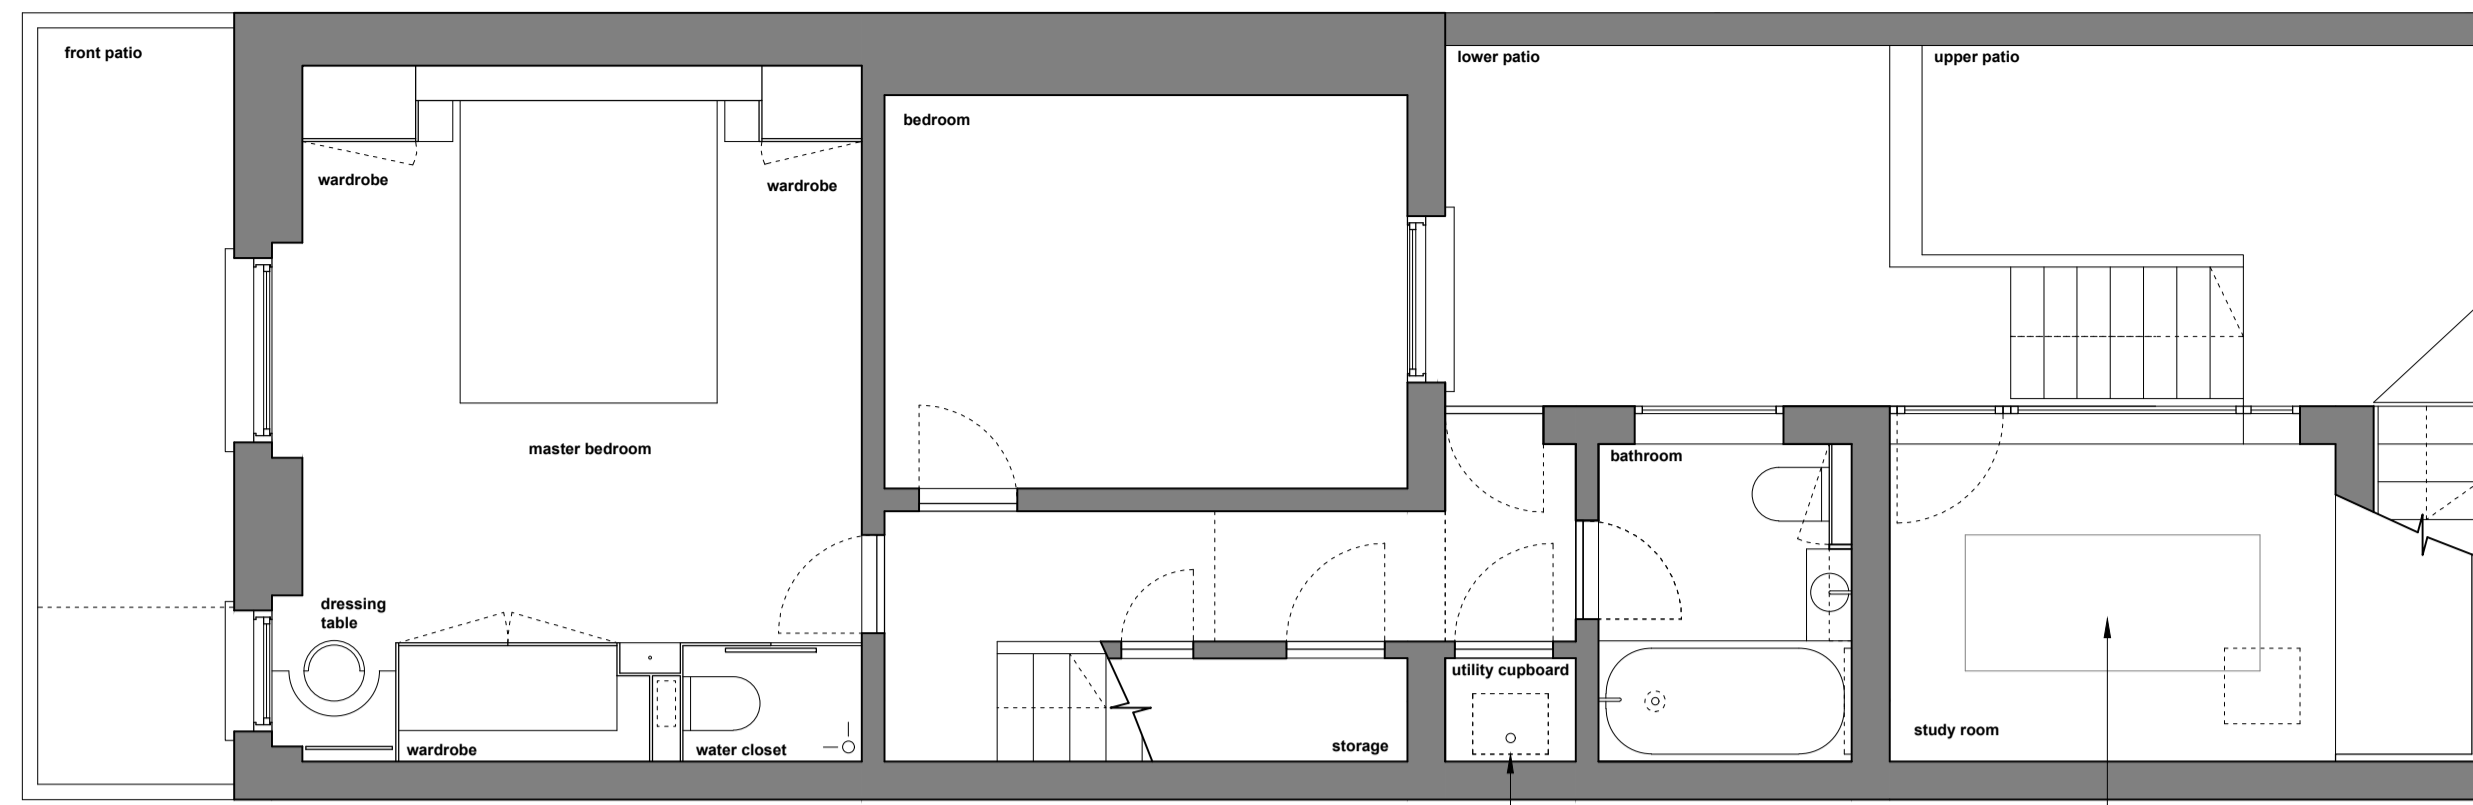 front patio
lower patio
upper patio
bedroom
wardrobe
wardrobe
master bedroom
bathroom
dressing
table
utility cupboard
study room
wardrobe
water closet
storage